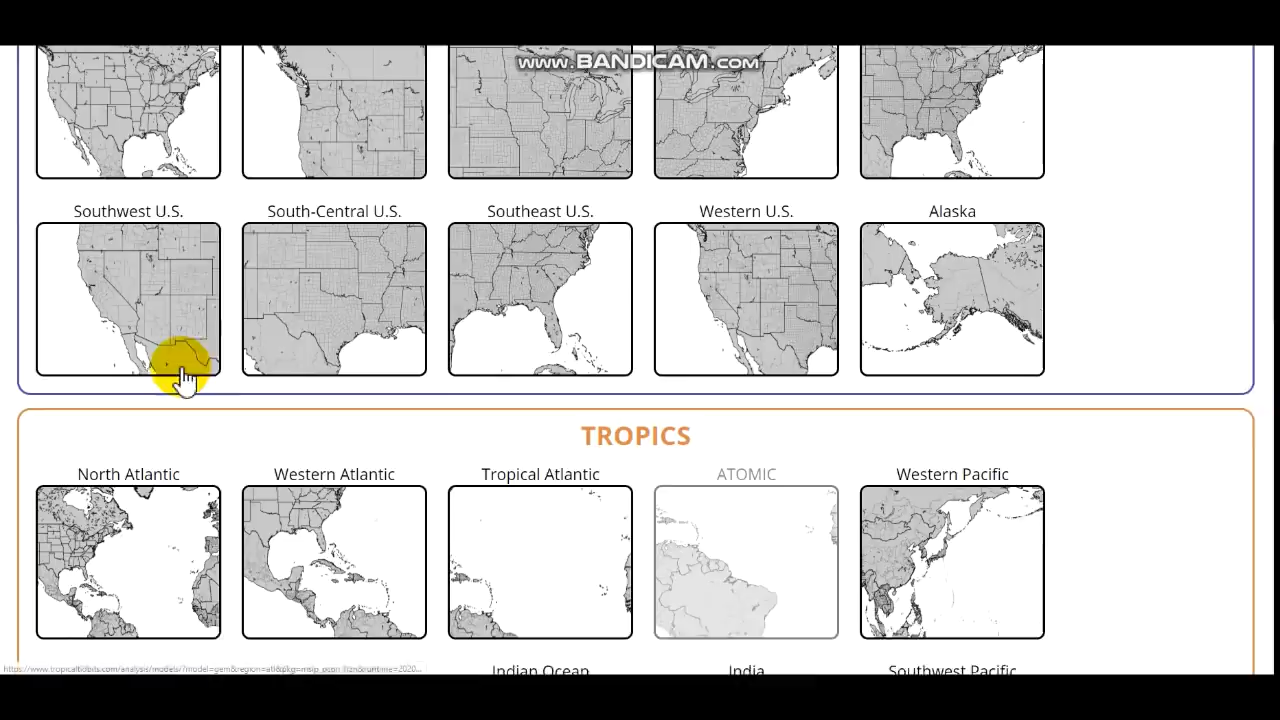 www.BANDICAM.com
Southwest U.S. South-Central U.S. Southeast U.S. Western U.S. Alaska
TROPICS
North Atlantic Western Atlantic Tropical Atlantic ATOMIC Western Pacific
Indian Ocean India Southwest Pacific